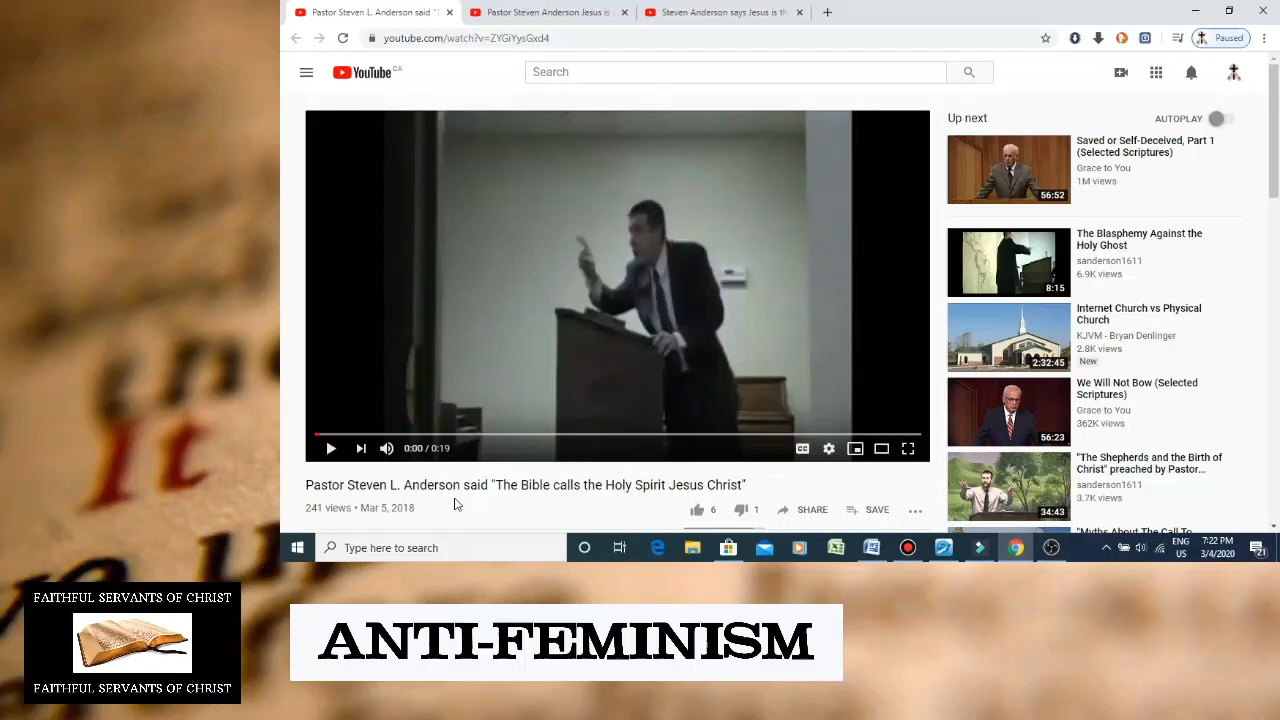 Pastor Steven L. Anderson said "
Pastor Steven Anderson Jesus is
Steven Anderson says Jesus is th
youtube.com/watch?v=ZYGiYysGxd4
Paused
YouTube CA
Search
Up next
AUTOPLAY
Saved or Self-Deceived, Part 1
(Selected Scriptures)
Grace to You
1M views
56:52
The Blasphemy Against the
Holy Ghost
sanderson1611
6.9K views
8:15
Internet Church vs Physical
Church
KJVM - Bryan Denlinger
2.8K views
New
2:32:45
We Will Not Bow (Selected
Scriptures)
Grace to You
362K views
56:23
"The Shepherds and the Birth of
Christ" preached by Pastor...
sanderson1611
3.7K views
34:43
"Myths About The Call To
0:00 / 0:19
CC
Pastor Steven L. Anderson said "The Bible calls the Holy Spirit Jesus Christ"
241 views • Mar 5, 2018
6
1
SHARE
SAVE
Type here to search
ENG
US
7:22 PM
3/4/2020
21
It
FAITHFUL SERVANTS OF CHRIST
FAITHFUL SERVANTS OF CHRIST
ANTI-FEMINISM